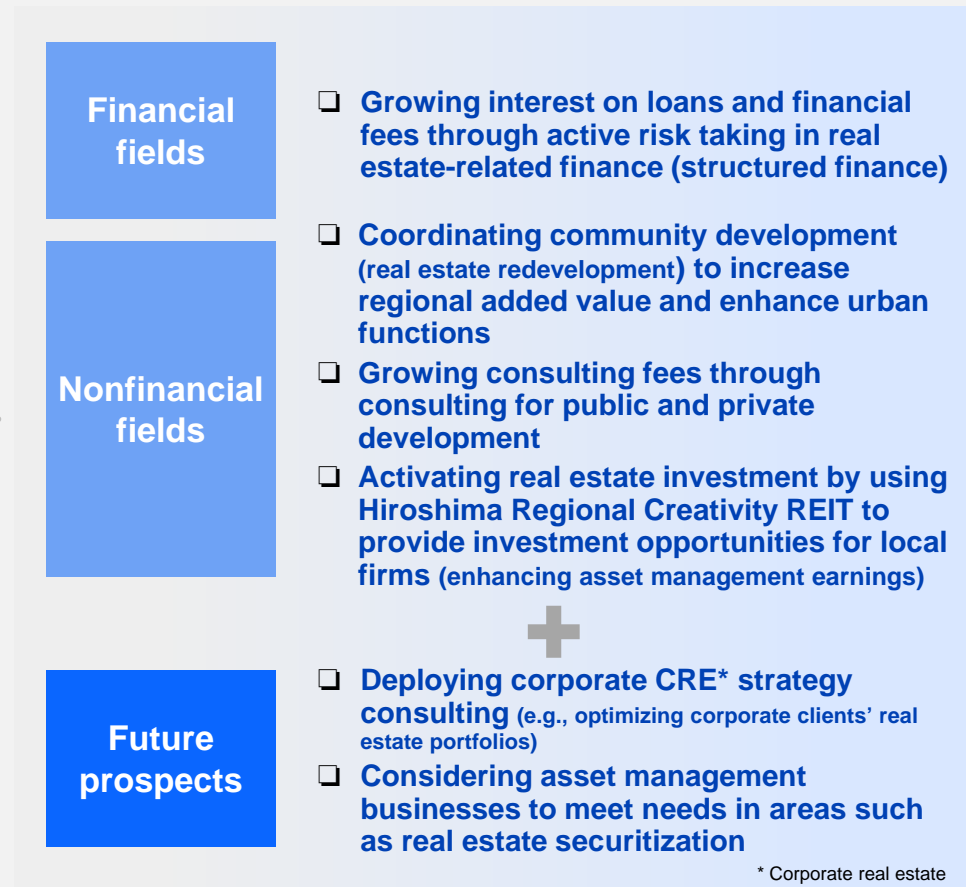 Financial
fields
❏ Growing interest on loans and financial
fees through active risk taking in real
estate-related finance (structured finance)
Nonfinancial
fields
❏ Coordinating community development
(real estate redevelopment) to increase
regional added value and enhance urban
functions
❏ Growing consulting fees through
consulting for public and private
development
❏ Activating real estate investment by using
Hiroshima Regional Creativity REIT to
provide investment opportunities for local
firms (enhancing asset management earnings)
Future
prospects
❏ Deploying corporate CRE* strategy
consulting (e.g., optimizing corporate clients’ real
estate portfolios)
❏ Considering asset management
businesses to meet needs in areas such
as real estate securitization
* Corporate real estate